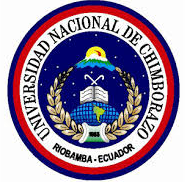 UNIVERSIDAD NACIONAL DE CHIMBORAZO
RIOBAMBA - ECUADOR